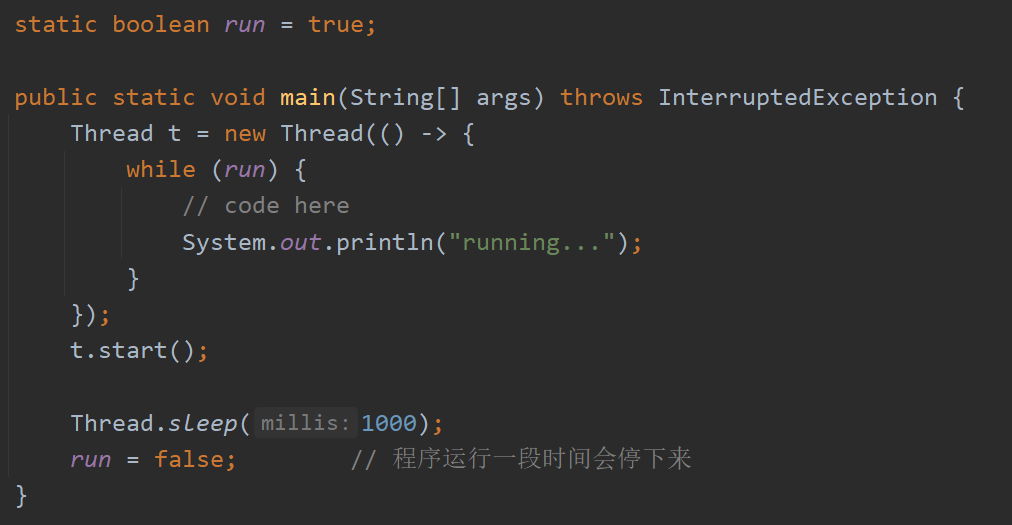 static boolean run = true;
public static void main(String[] args) throws InterruptedException {
Thread t = new Thread(() -> {
while (run) {
// code here
System.out.println("running...");
}
});
t.start();
Thread.sleep( millis: 1000);
run = false; // 程序运行一段时间会停下来
}